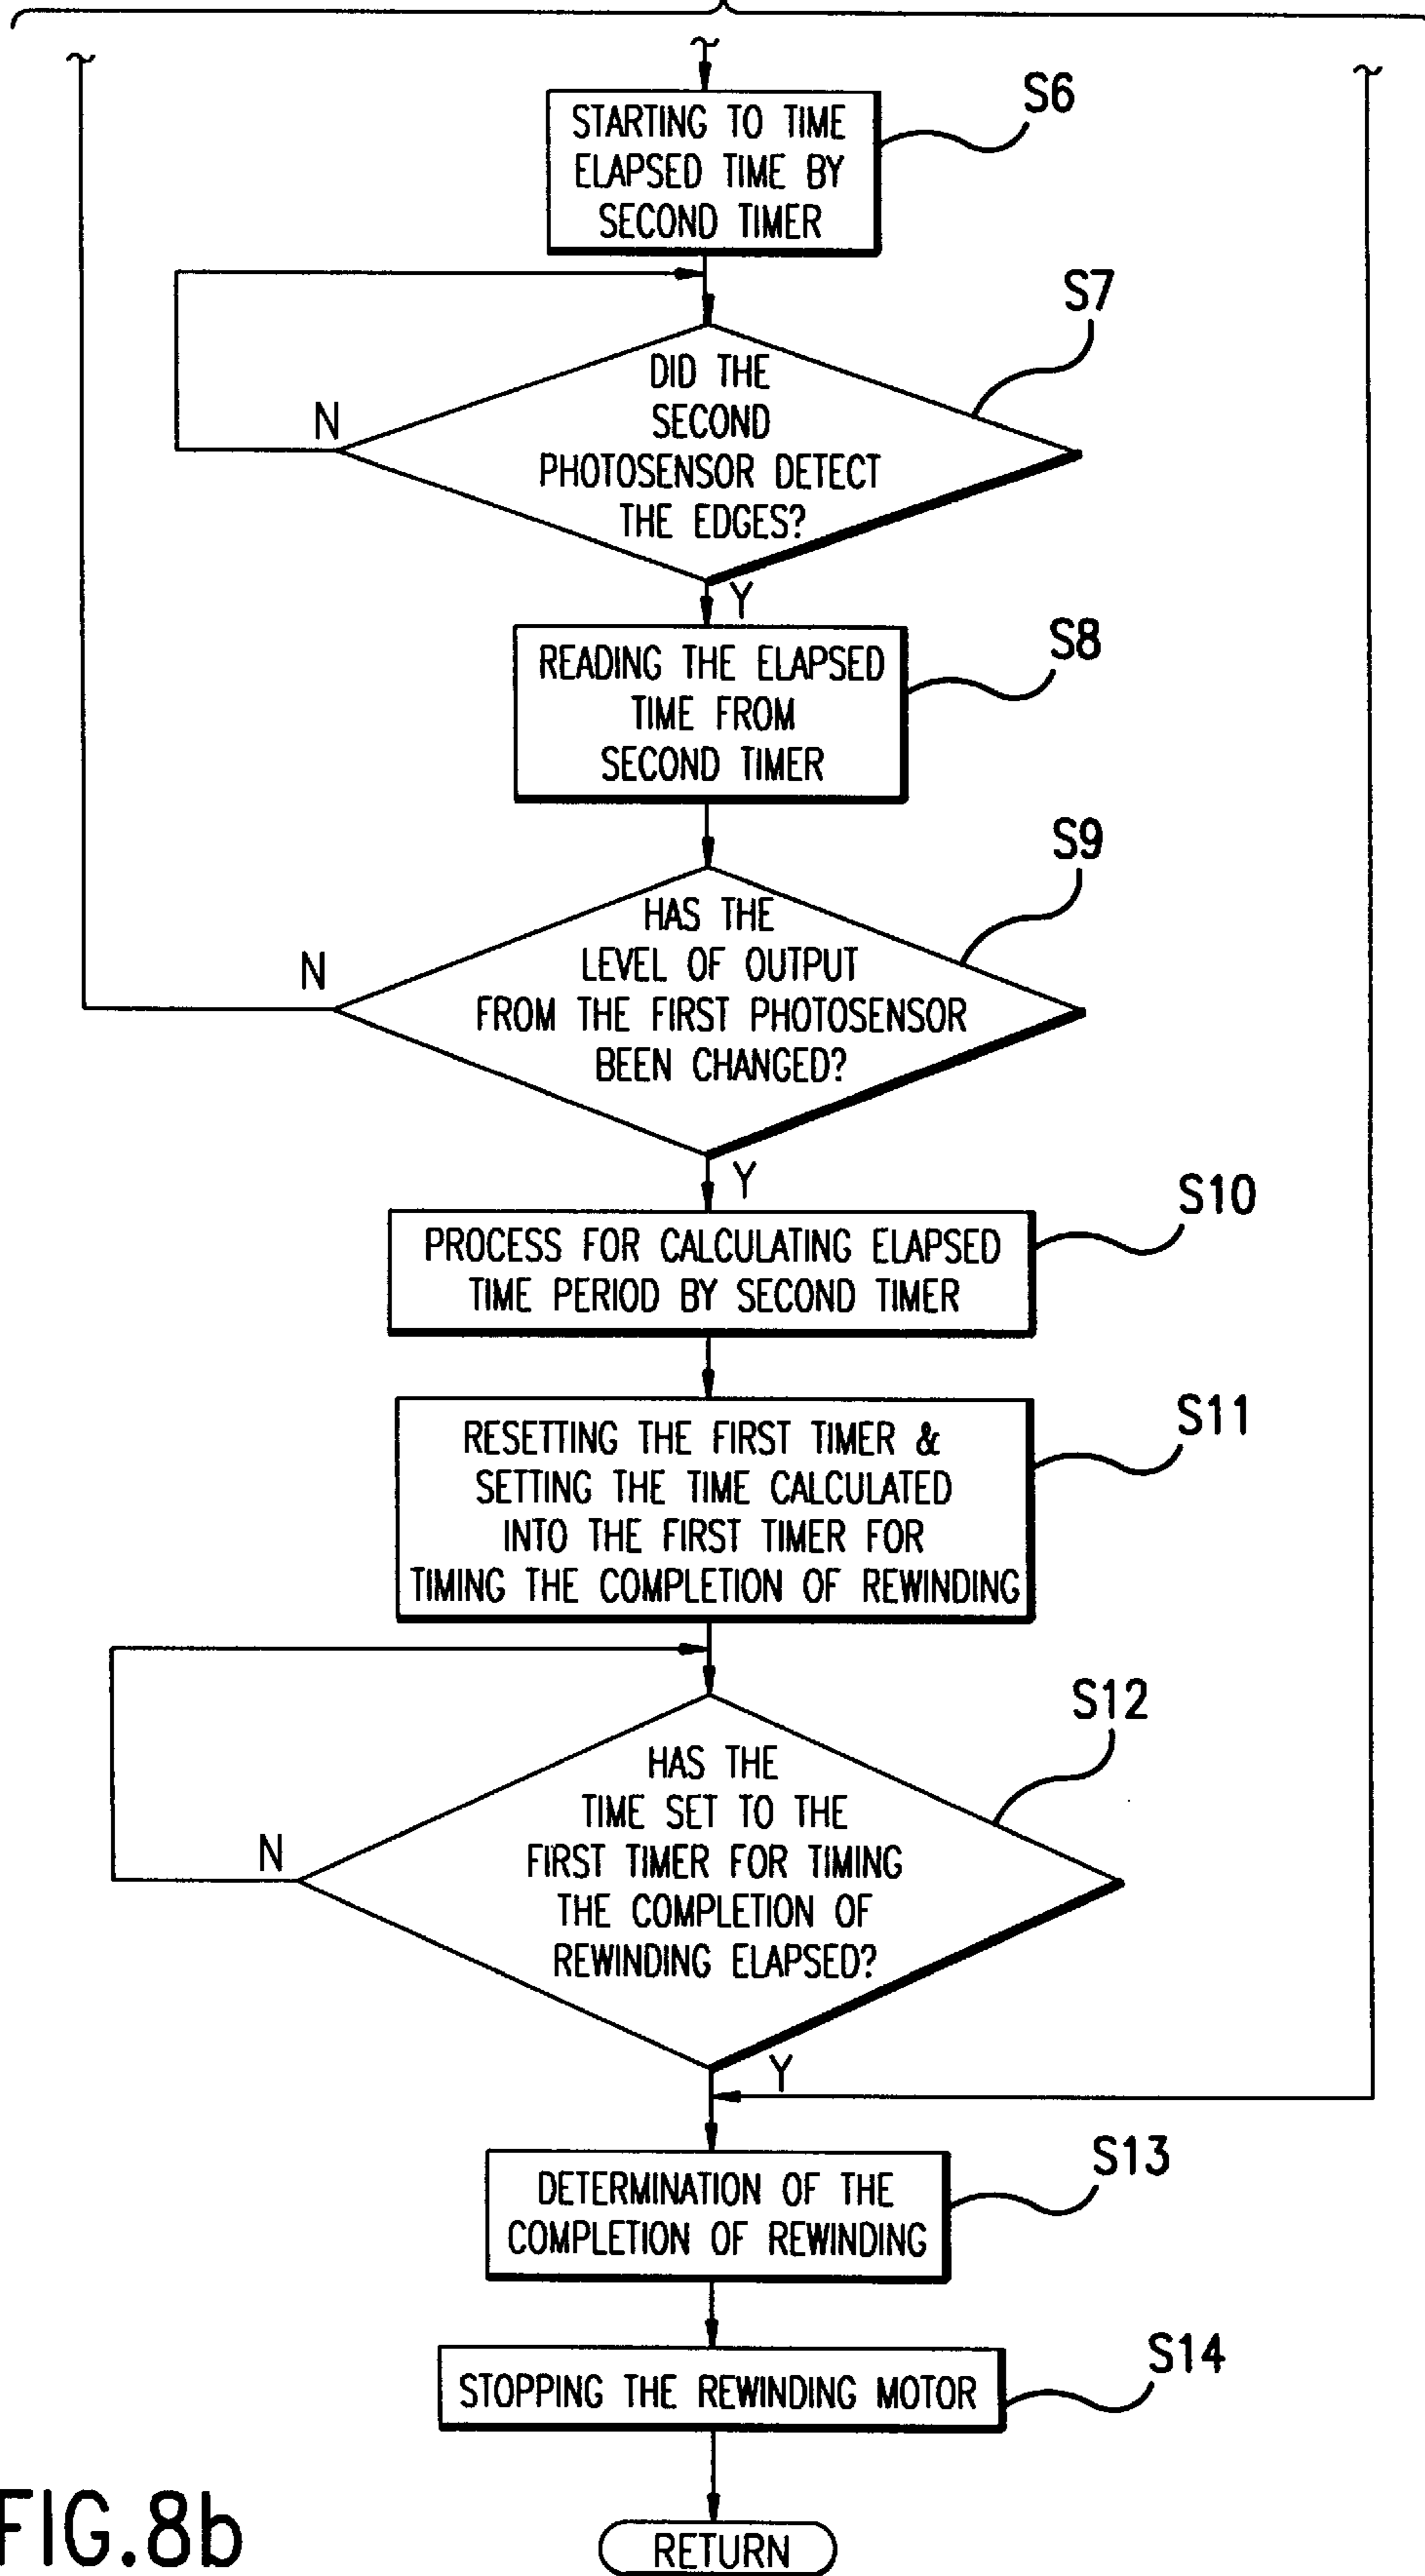 S6
STARTING TO TIME
ELAPSED TIME BY
SECOND TIMER
S7
DID THE
SECOND
PHOTOSENSOR DETECT
THE EDGES?
N
Y
S8
READING THE ELAPSED
TIME FROM
SECOND TIMER
S9
HAS THE
LEVEL OF OUTPUT
FROM THE FIRST PHOTOSENSOR
BEEN CHANGED?
N
Y
S10
PROCESS FOR CALCULATING ELAPSED
TIME PERIOD BY SECOND TIMER
S11
RESETTING THE FIRST TIMER &
SETTING THE TIME CALCULATED
INTO THE FIRST TIMER FOR
TIMING THE COMPLETION OF REWINDING
S12
HAS THE
TIME SET TO THE
FIRST TIMER FOR TIMING
THE COMPLETION OF
REWINDING ELAPSED?
N
Y
S13
DETERMINATION OF THE
COMPLETION OF REWINDING
S14
STOPPING THE REWINDING MOTOR
RETURN
FIG.8b